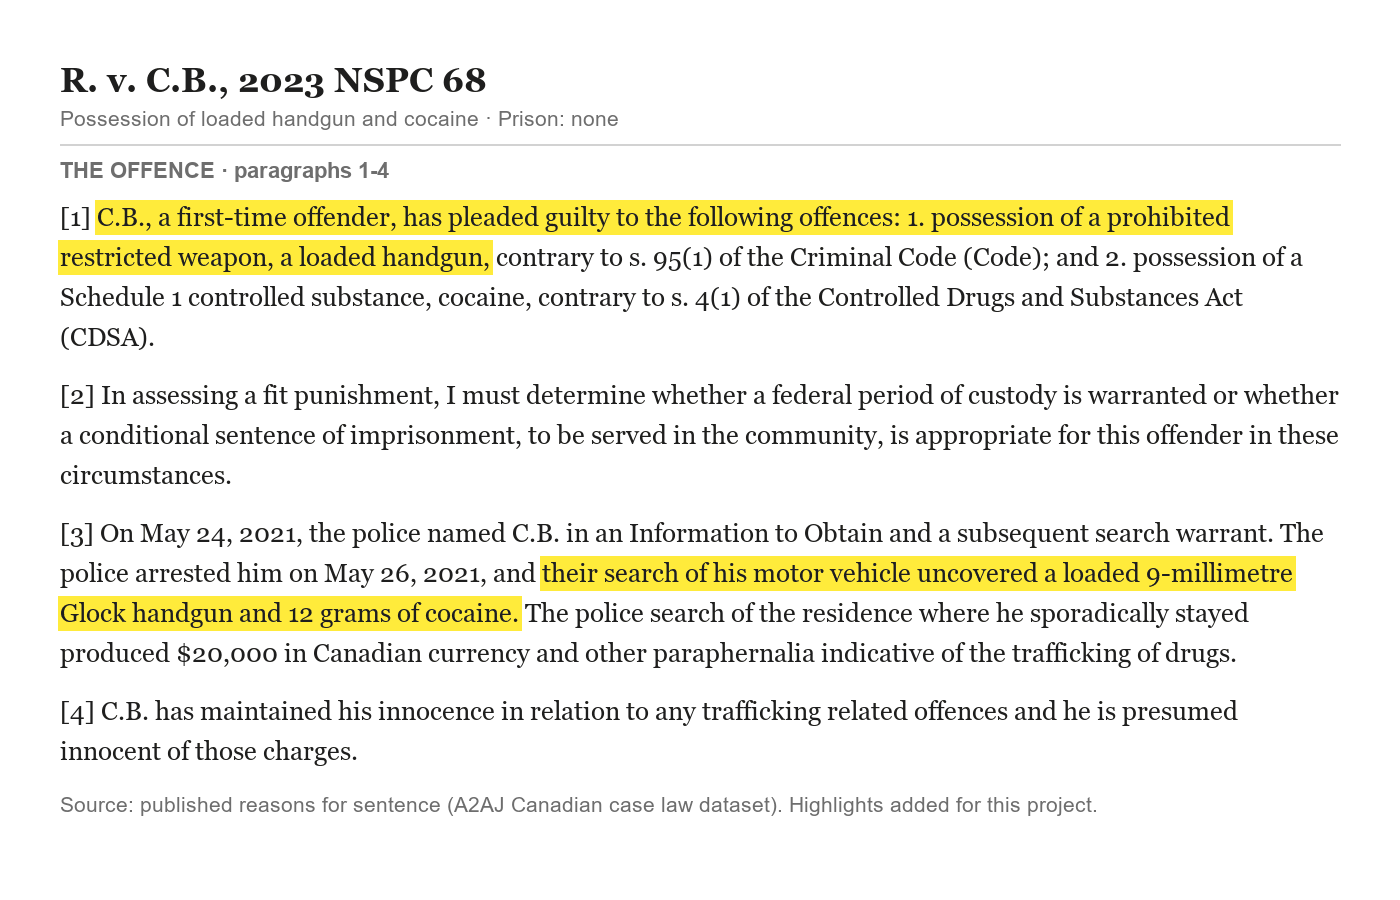 R. v. C.B., 2023 NSPC 68
Possession of loaded handgun and cocaine · Prison: none
THE OFFENCE · paragraphs 1-4
[1] C.B., a first-time offender, has pleaded guilty to the following offences: 1. possession of a prohibited
restricted weapon, a loaded handgun, contrary to s. 95(1) of the Criminal Code (Code); and 2. possession of a
Schedule 1 controlled substance, cocaine, contrary to s. 4(1) of the Controlled Drugs and Substances Act
(CDSA).
[2] In assessing a fit punishment, I must determine whether a federal period of custody is warranted or whether
a conditional sentence of imprisonment, to be served in the community, is appropriate for this offender in these
circumstances.
[3] On May 24, 2021, the police named C.B. in an Information to Obtain and a subsequent search warrant. The
police arrested him on May 26, 2021, and their search of his motor vehicle uncovered a loaded 9-millimetre
Glock handgun and 12 grams of cocaine. The police search of the residence where he sporadically stayed
produced $20,000 in Canadian currency and other paraphernalia indicative of the trafficking of drugs.
[4] C.B. has maintained his innocence in relation to any trafficking related offences and he is presumed
innocent of those charges.
Source: published reasons for sentence (A2AJ Canadian case law dataset). Highlights added for this project.